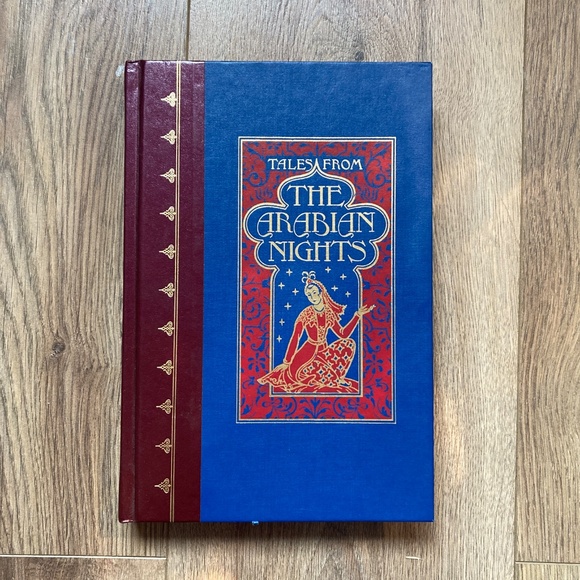 TALES FROM
THE
ARABIAN
NIGHTS